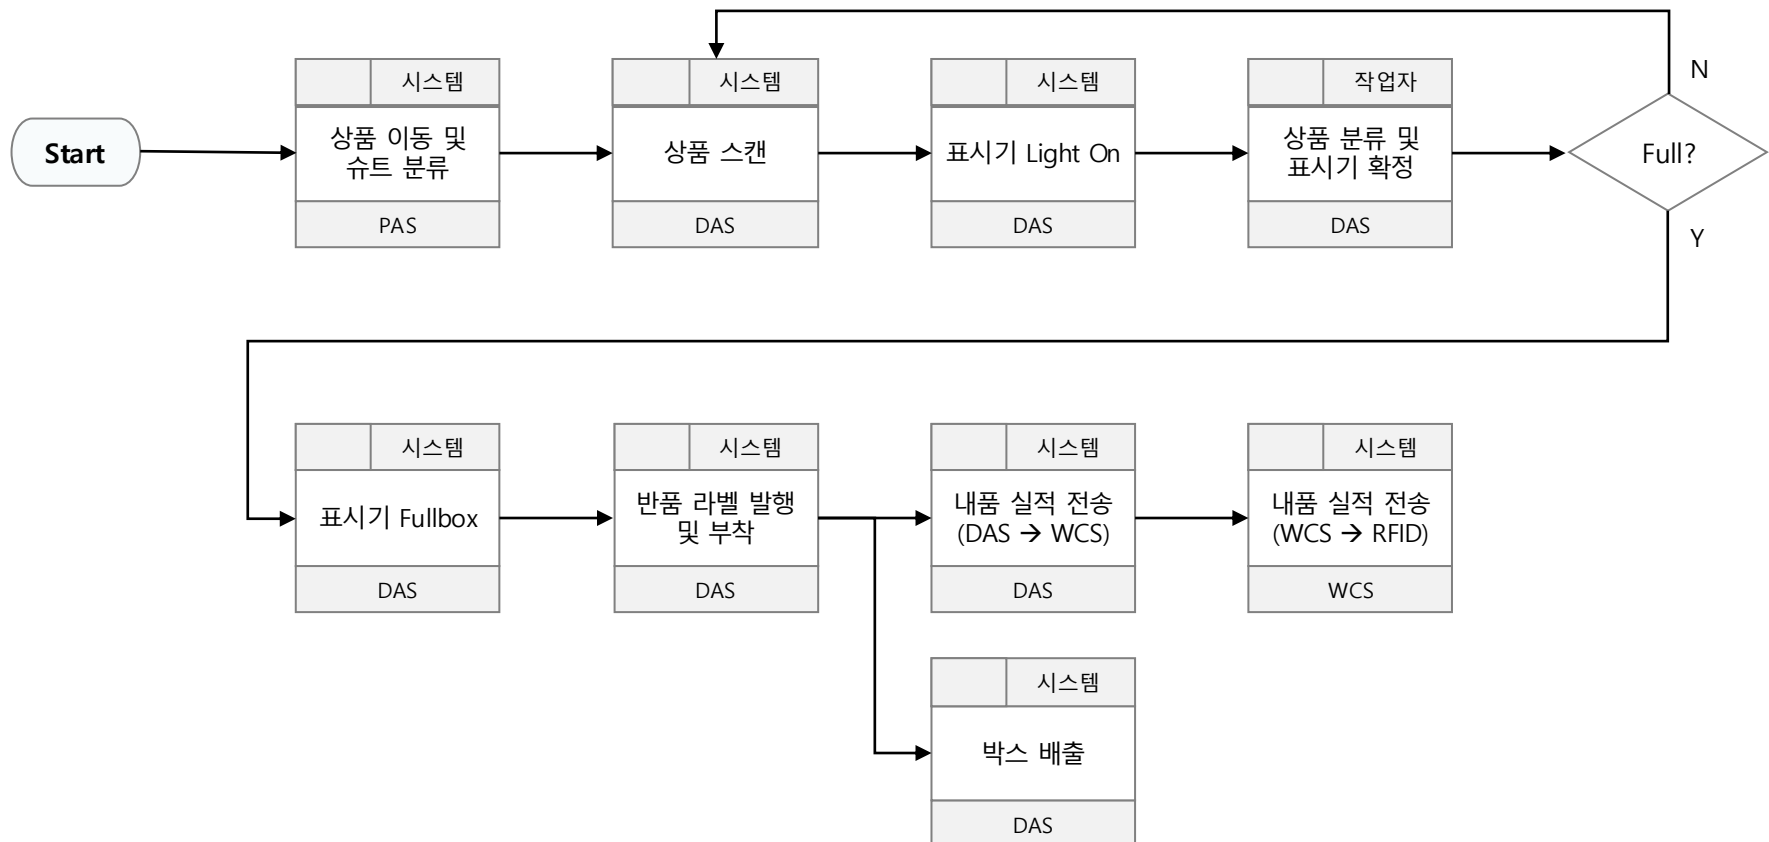 시스템
시스템
시스템
작업자
N
Start
상품 이동 및
슈트 분류
상품 스캔
표시기 Light On
상품 분류 및
표시기 확정
Full?
PAS
DAS
DAS
DAS
Y
시스템
시스템
시스템
시스템
표시기 Fullbox
반품 라벨 발행
및 부착
내품 실적 전송
(DAS → WCS)
내품 실적 전송
(WCS → RFID)
DAS
DAS
DAS
WCS
시스템
박스 배출
DAS